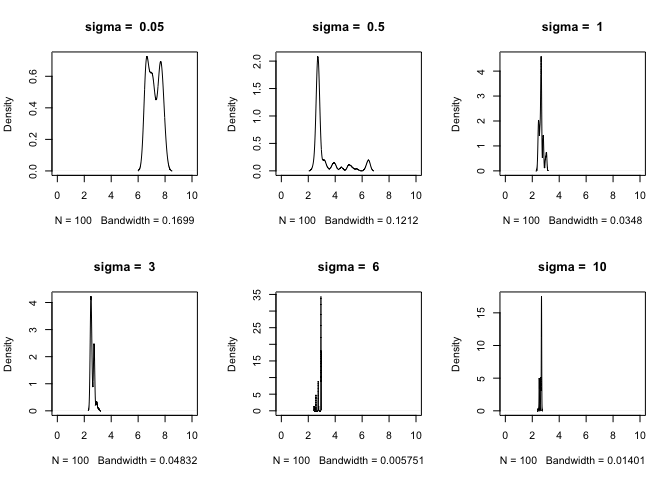 sigma =  0.05
Density
0.0 0.2 0.4 0.6
0 2 4 6 8 10
N = 100   Bandwidth = 0.1699
sigma =  0.5
Density
0.0 0.5 1.0 1.5 2.0
0 2 4 6 8 10
N = 100   Bandwidth = 0.1212
sigma =  1
Density
0 1 2 3 4
0 2 4 6 8 10
N = 100   Bandwidth = 0.0348
sigma =  3
Density
0 1 2 3 4
0 2 4 6 8 10
N = 100   Bandwidth = 0.04832
sigma =  6
Density
0 5 15 25 35
0 2 4 6 8 10
N = 100   Bandwidth = 0.005751
sigma =  10
Density
0 5 10 15
0 2 4 6 8 10
N = 100   Bandwidth = 0.01401